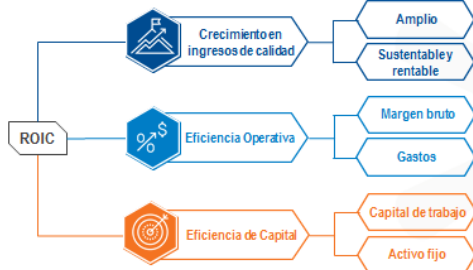 ROIC
Crecimiento en
ingresos de calidad
Amplio
Sustentable y
rentable
%
$
Eficiencia Operativa
Margen bruto
Gastos
Eficiencia de Capital
Capital de trabajo
Activo fijo